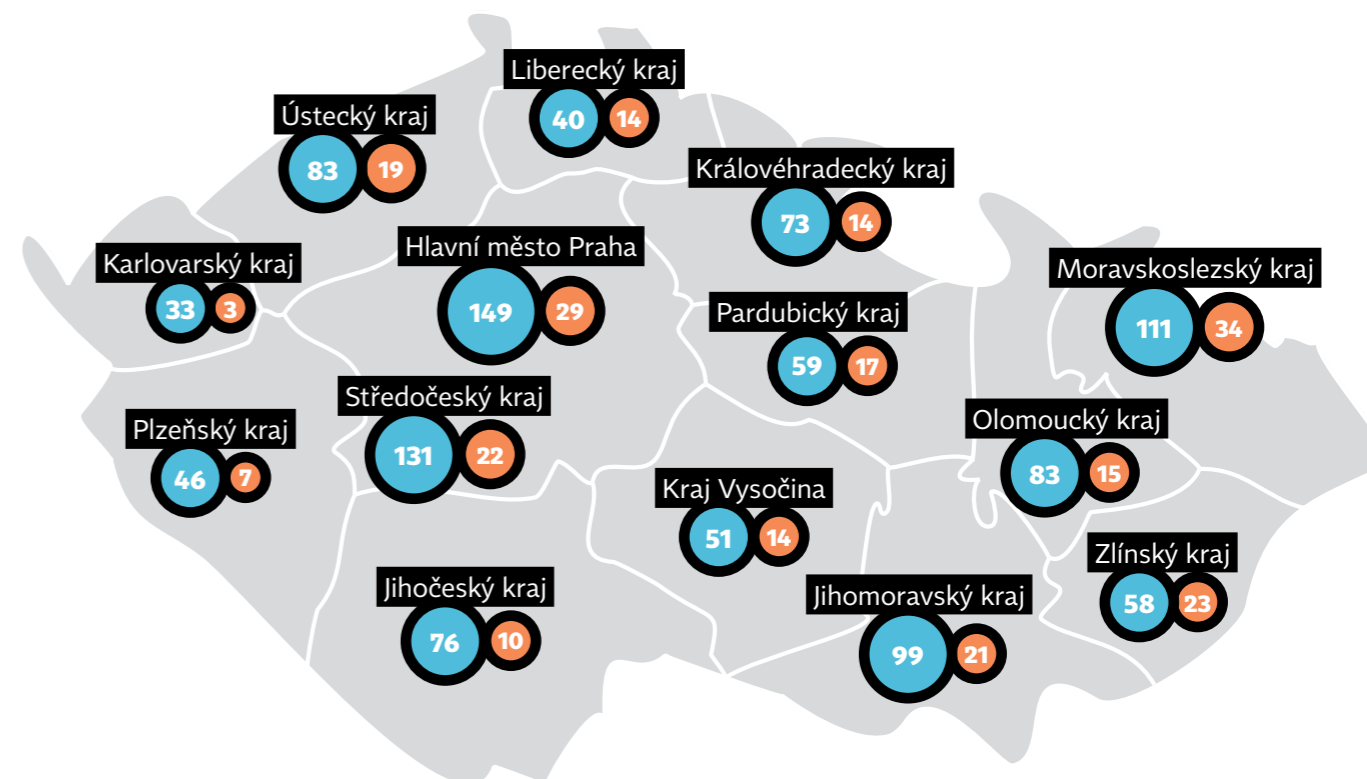 Liberecký kraj
40 14
Ústecký kraj
83 19
Královéhradecký kraj
73 14
Hlavní město Praha
149 29
Karlovarský kraj
33 3
Moravskoslezský kraj
111 34
Pardubický kraj
59 17
Středočeský kraj
131 22
Plzeňský kraj
46 7
Olomoucký kraj
83 15
Kraj Vysočina
51 14
Zlínský kraj
58 23
Jihočeský kraj
76 10
Jihomoravský kraj
99 21